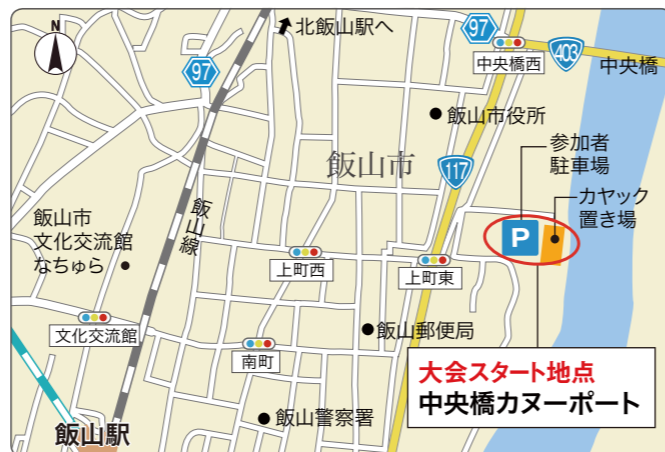 N
北飯山駅へ
97
97
403
中央橋西
中央橋
飯山市役所
飯山市
117
参加者
駐車場
カヤック
置き場
P
飯山市
文化交流館
なちゅら
飯山線
上町西
上町東
文化交流館
飯山郵便局
南町
大会スタート地点
中央橋カヌーポート
飯山警察署
飯山駅